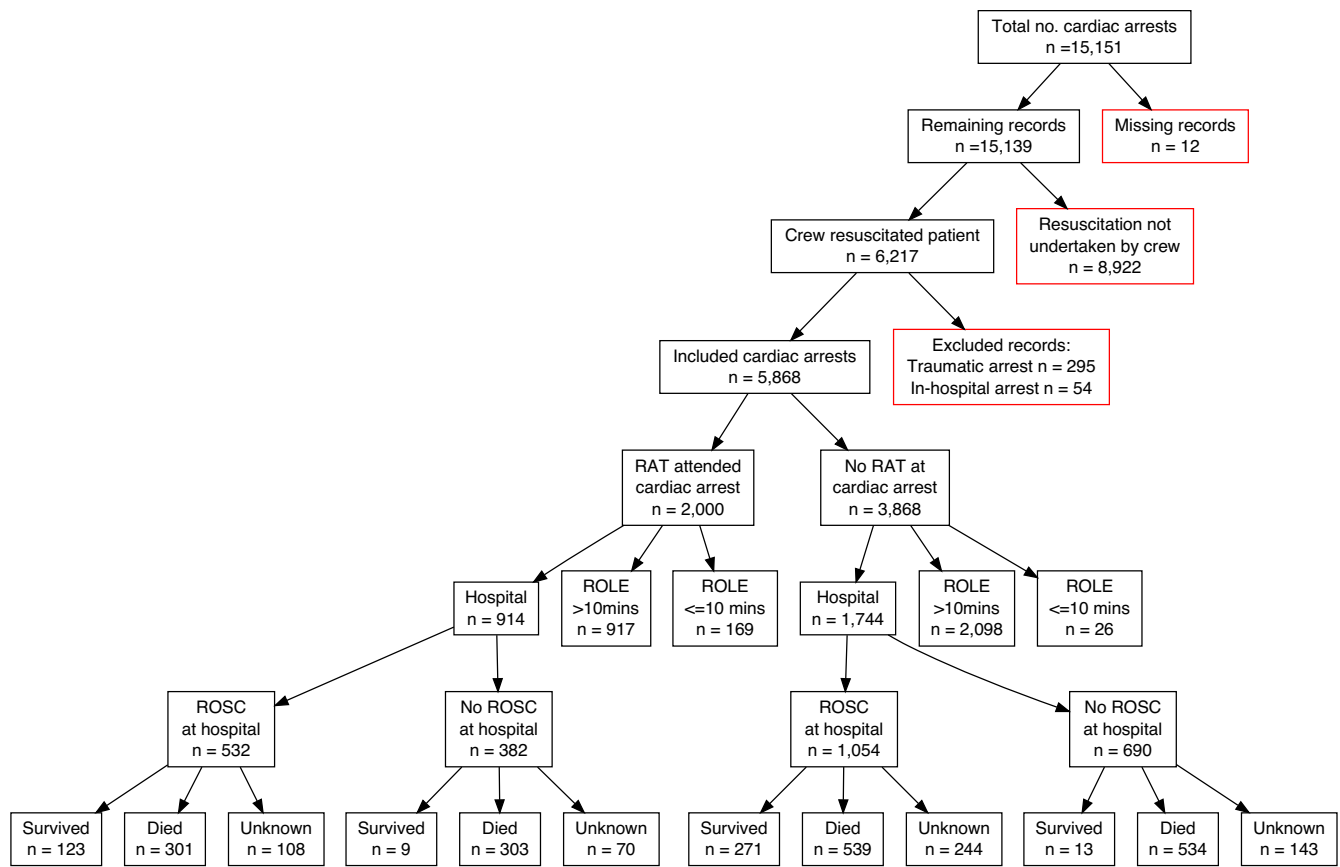 Total no. cardiac arrests
n =15,151
Remaining records
n =15,139
Missing records
n = 12
Crew resuscitated patient
n = 6,217
Resuscitation not
undertaken by crew
n = 8,922
Included cardiac arrests
n = 5,868
Excluded records:
Traumatic arrest n = 295
In-hospital arrest n = 54
RAT attended
cardiac arrest
n = 2,000
No RAT at
cardiac arrest
n = 3,868
Hospital
n = 914
ROLE
>10mins
n = 917
ROLE
<=10 mins
n = 169
Hospital
n = 1,744
ROLE
>10mins
n = 2,098
ROLE
<=10 mins
n = 26
ROSC
at hospital
n = 532
No ROSC
at hospital
n = 382
ROSC
at hospital
n = 1,054
No ROSC
at hospital
n = 690
Survived
n = 123
Died
n = 301
Unknown
n = 108
Survived
n = 9
Died
n = 303
Unknown
n = 70
Survived
n = 271
Died
n = 539
Unknown
n = 244
Survived
n = 13
Died
n = 534
Unknown
n = 143